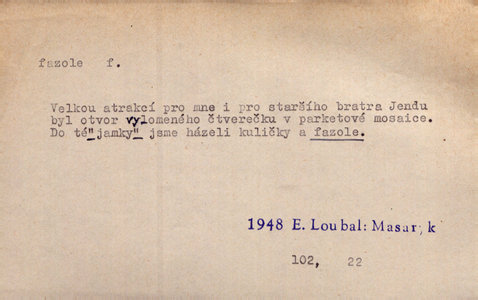 fazole f.
Velkou atrakcí pro mne i pro staršího bratra Jendu
byl otvor vylomeného čtverečku v parketové mosaice.
Do té"jamky" jsme házeli kuličky a fazole.
1948 E. Loubal: Masar k
102, 22